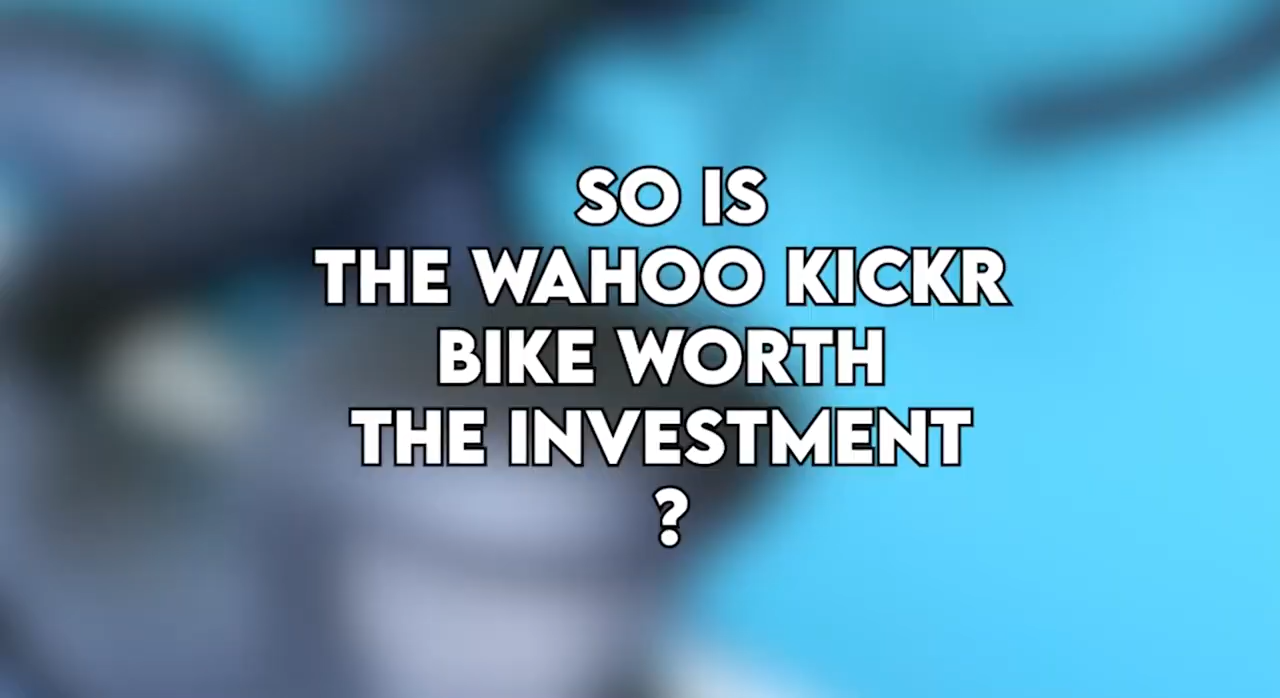 SO IS
THE WAHOO KICKR
BIKE WORTH
THE INVESTMENT
?